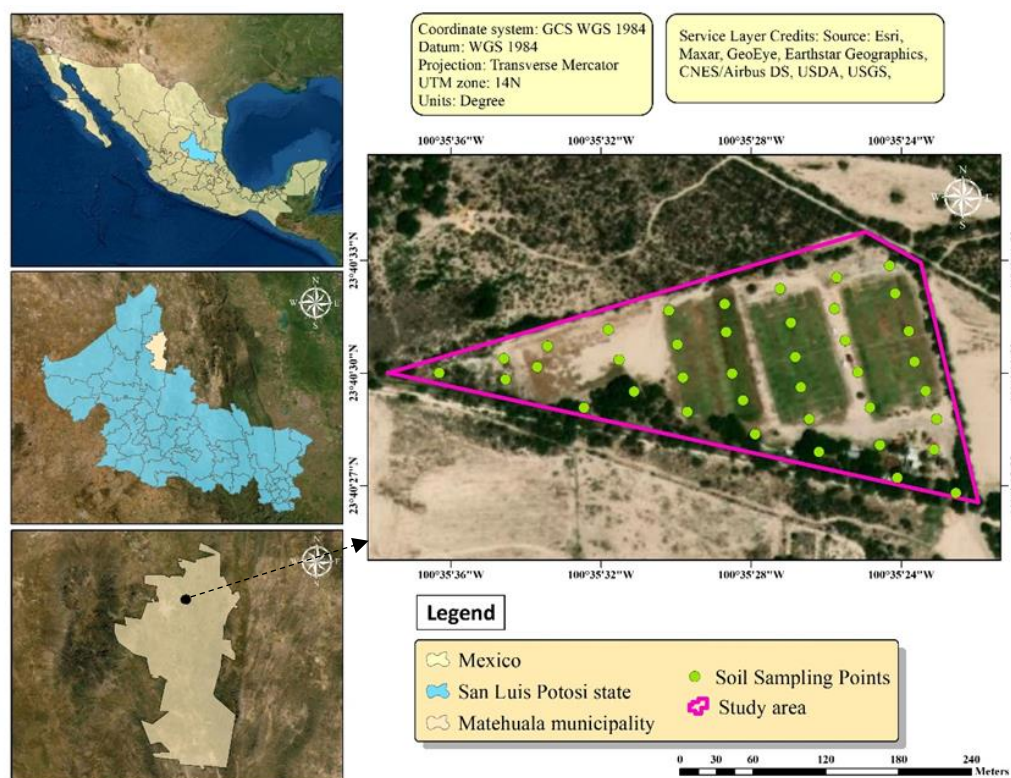 Coordinate system: GCS WGS 1984
Datum: WGS 1984
Projection: Transverse Mercator
UTM zone: 14N
Units: Degree
Service Layer Credits: Source: Esri,
Maxar, GeoEye, Earthstar Geographics,
CNES/Airbus DS, USDA, USGS,
N
W E
S
100°35'36"W 100°35'32"W 100°35'28"W 100°35'24"W
N
W E
S
23°40'33"N
23°40'30"N
23°40'27"N
N
W E
S
N
W E
S
100°35'36"W 100°35'32"W 100°35'28"W 100°35'24"W
Legend
Mexico
San Luis Potosi state
Matehuala municipality
Soil Sampling Points
Study area
0 30 60 120 180 240
Meters